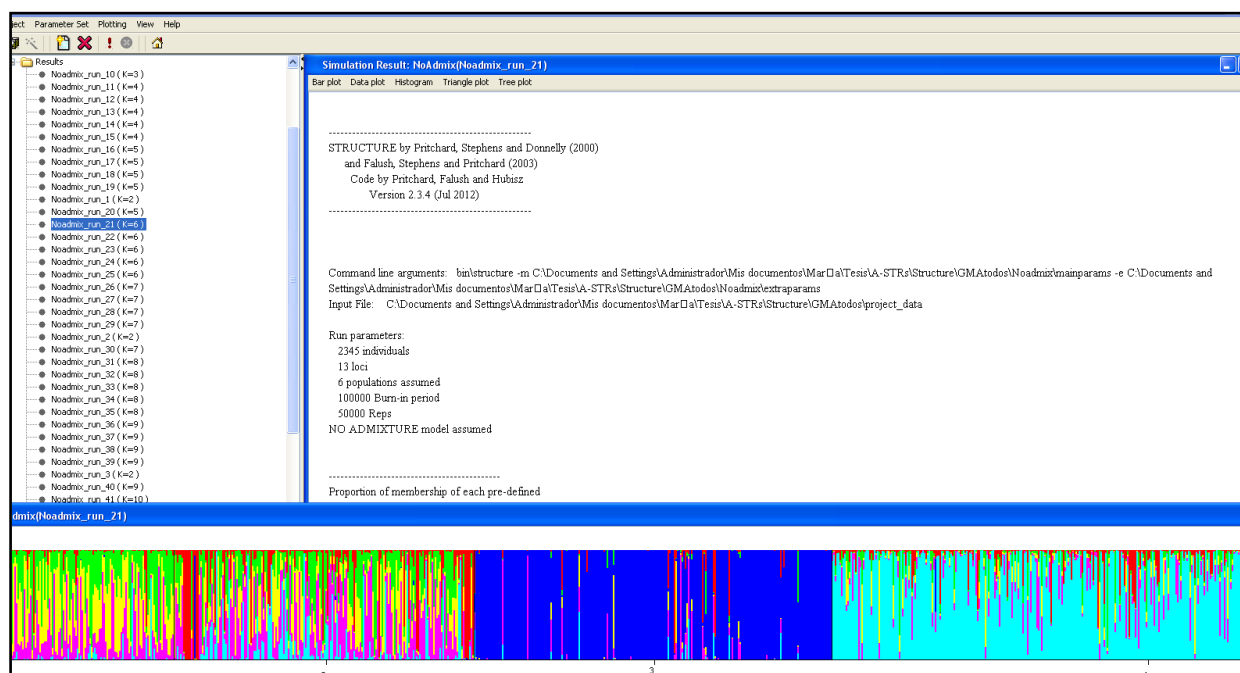 ject Parameter Set Plotting View Help
Results
Noadmix_run_10 ( K=3 )
Noadmix_run_11 ( K=4 )
Noadmix_run_12 ( K=4 )
Noadmix_run_13 ( K=4 )
Noadmix_run_14 ( K=4 )
Noadmix_run_15 ( K=4 )
Noadmix_run_16 ( K=5 )
Noadmix_run_17 ( K=5 )
Noadmix_run_18 ( K=5 )
Noadmix_run_19 ( K=5 )
Noadmix_run_1 ( K=2 )
Noadmix_run_20 ( K=5 )
Noadmix_run_21 ( K=6 )
Noadmix_run_22 ( K=6 )
Noadmix_run_23 ( K=6 )
Noadmix_run_24 ( K=6 )
Noadmix_run_25 ( K=6 )
Noadmix_run_26 ( K=7 )
Noadmix_run_27 ( K=7 )
Noadmix_run_28 ( K=7 )
Noadmix_run_29 ( K=7 )
Noadmix_run_2 ( K=2 )
Noadmix_run_30 ( K=7 )
Noadmix_run_31 ( K=8 )
Noadmix_run_32 ( K=8 )
Noadmix_run_33 ( K=8 )
Noadmix_run_34 ( K=8 )
Noadmix_run_35 ( K=8 )
Noadmix_run_36 ( K=9 )
Noadmix_run_37 ( K=9 )
Noadmix_run_38 ( K=9 )
Noadmix_run_39 ( K=9 )
Noadmix_run_3 ( K=2 )
Noadmix_run_40 ( K=9 )
Noadmix_run_41 ( K=10 )
Simulation Result: NoAdmix(Noadmix_run_21)
Bar plot Data plot Histogram Triangle plot Tree plot
----------------------------------------------------
STRUCTURE by Pritchard, Stephens and Donnelly (2000)
and Falush, Stephens and Pritchard (2003)
Code by Pritchard, Falush and Hubisz
Version 2.3.4 (Jul 2012)
----------------------------------------------------
Command line arguments: bin\structure -m C:\Documents and Settings\Administrador\Mis documentos\Mar□a\Tesis\A-STRs\Structure\GMAtodos\Noadmix\mainparams -e C:\Documents and
Settings\Administrador\Mis documentos\Mar□a\Tesis\A-STRs\Structure\GMAtodos\Noadmix\extraparams
Input File: C:\Documents and Settings\Administrador\Mis documentos\Mar□a\Tesis\A-STRs\Structure\GMAtodos\project_data
Run parameters:
2345 individuals
13 loci
6 populations assumed
100000 Burn-in period
50000 Reps
NO ADMIXTURE model assumed
--------------------------------------------
Proportion of membership of each pre-defined
dmix(Noadmix_run_21)
3